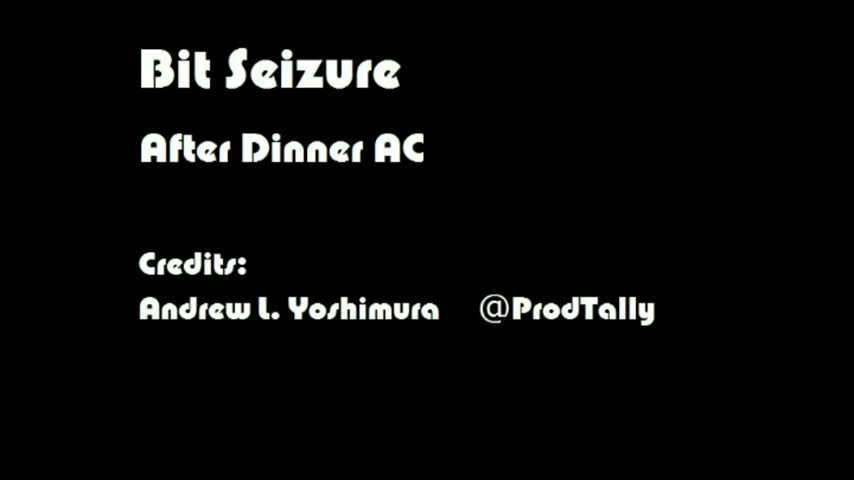 Bit Seizure
After Dinner AC
Credits:
Andrew L. Yoshimura @ProdTally